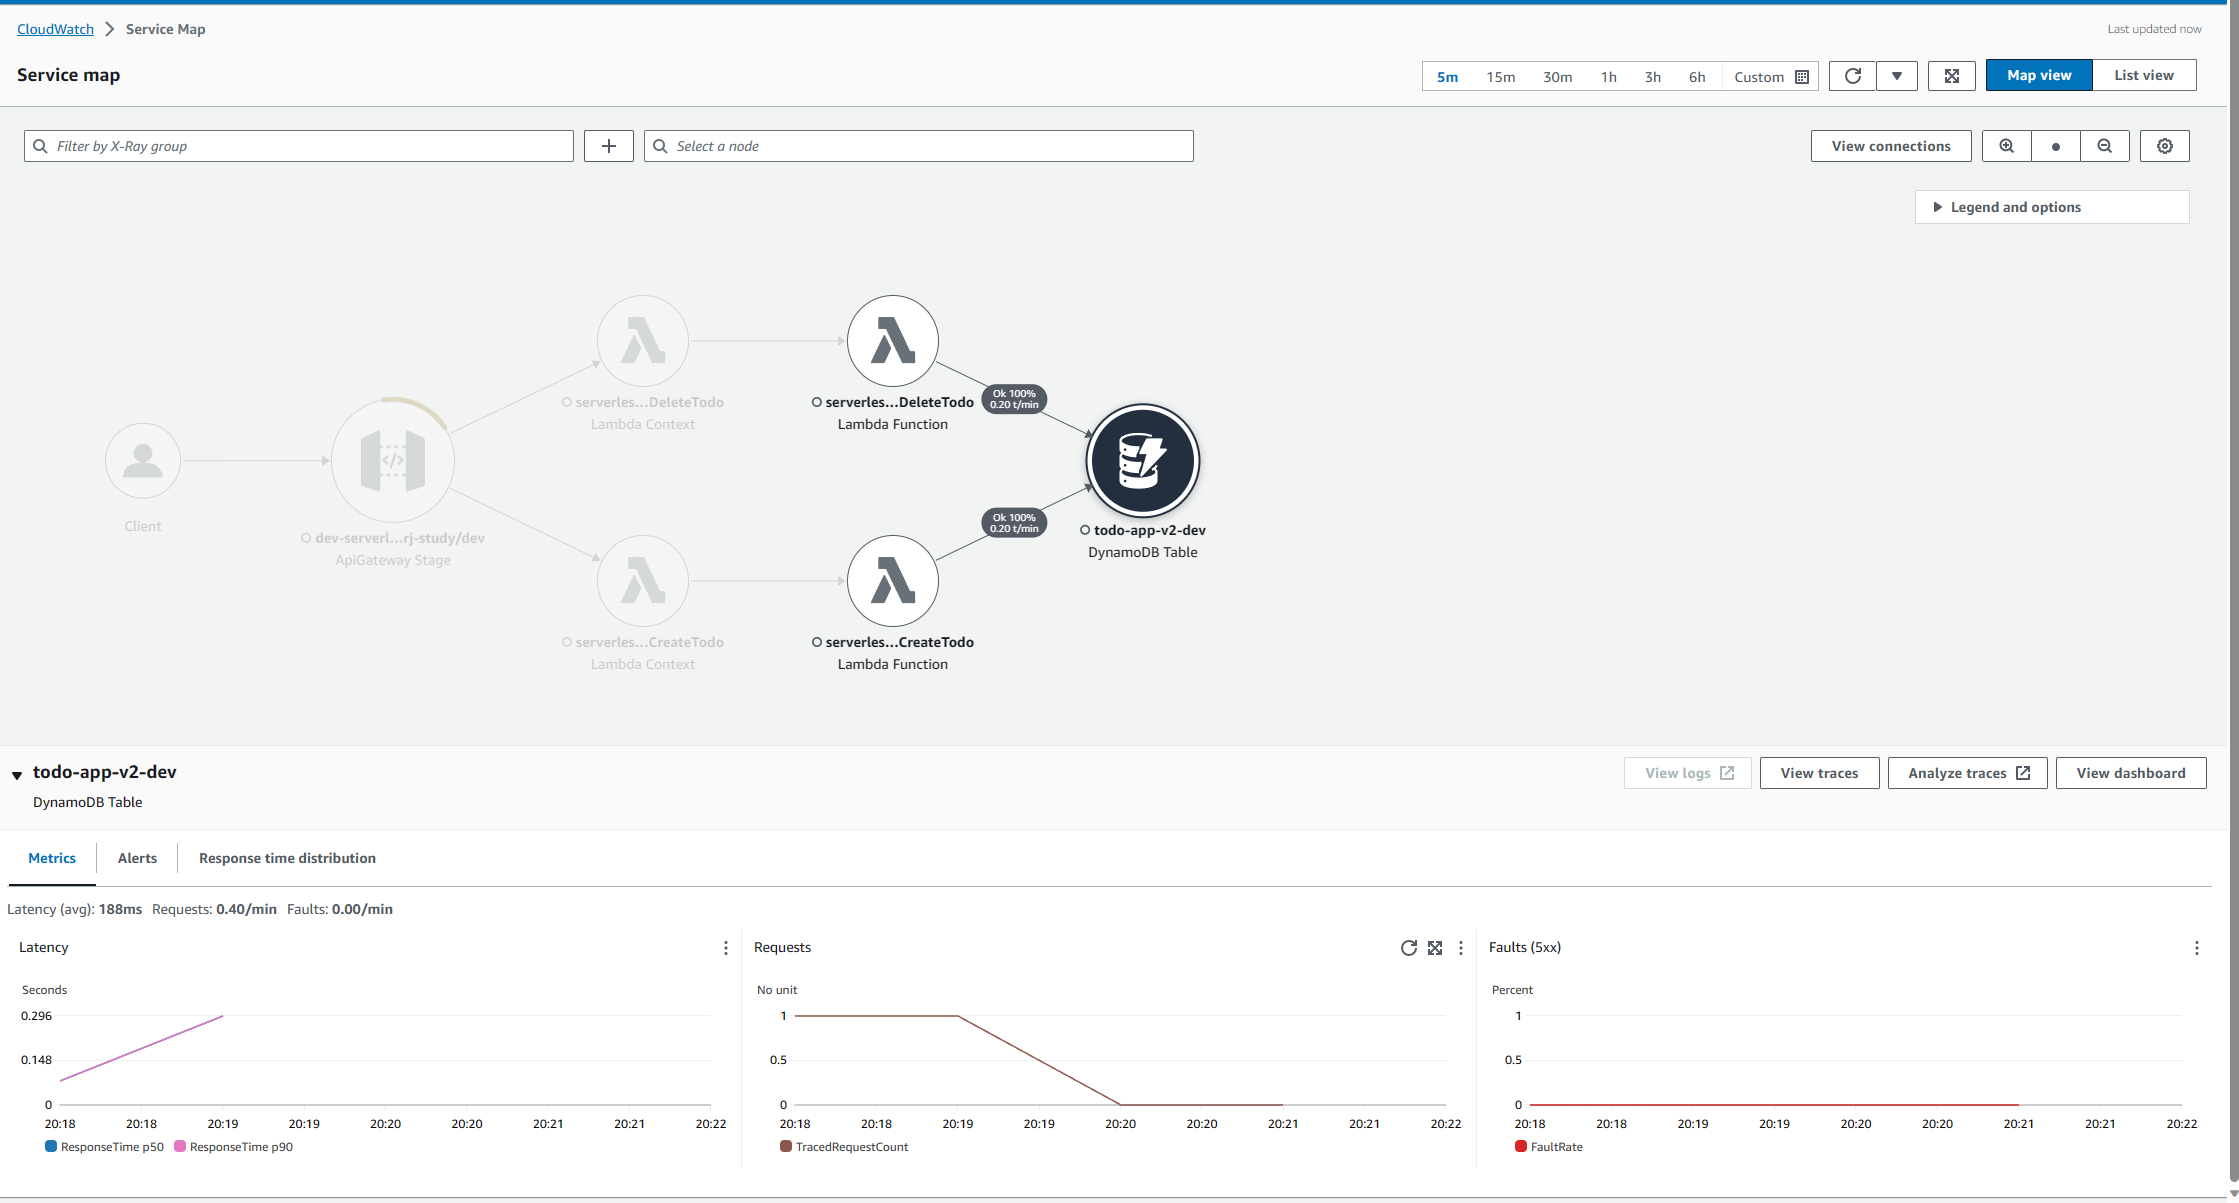 CloudWatch Service Map
Last updated now
Service map
5m 15m 30m 1h 3h 6h Custom
Map view List view
Filter by X-Ray group
Select a node
View connections
Legend and options
serverles...DeleteTodo
Lambda Context
serverles...DeleteTodo
Lambda Function
Ok 100%
0.20 t/min
Client
</>
dev-serverl...rj-study/dev
ApiGateway Stage
todo-app-v2-dev
DynamoDB Table
Ok 100%
0.20 t/min
serverles...CreateTodo
Lambda Context
serverles...CreateTodo
Lambda Function
todo-app-v2-dev
DynamoDB Table
View logs View traces Analyze traces View dashboard
Metrics Alerts Response time distribution
Latency (avg): 188ms Requests: 0.40/min Faults: 0.00/min
Latency
Seconds
0.296
0.148
0
20:18 20:18 20:19 20:19 20:20 20:20 20:21 20:21 20:22
ResponseTime p50 ResponseTime p90
Requests
No unit
1
0.5
0
20:18 20:18 20:19 20:19 20:20 20:20 20:21 20:21 20:22
TracedRequestCount
Faults (5xx)
Percent
1
0.5
0
20:18 20:18 20:19 20:19 20:20 20:20 20:21 20:21 20:22
FaultRate